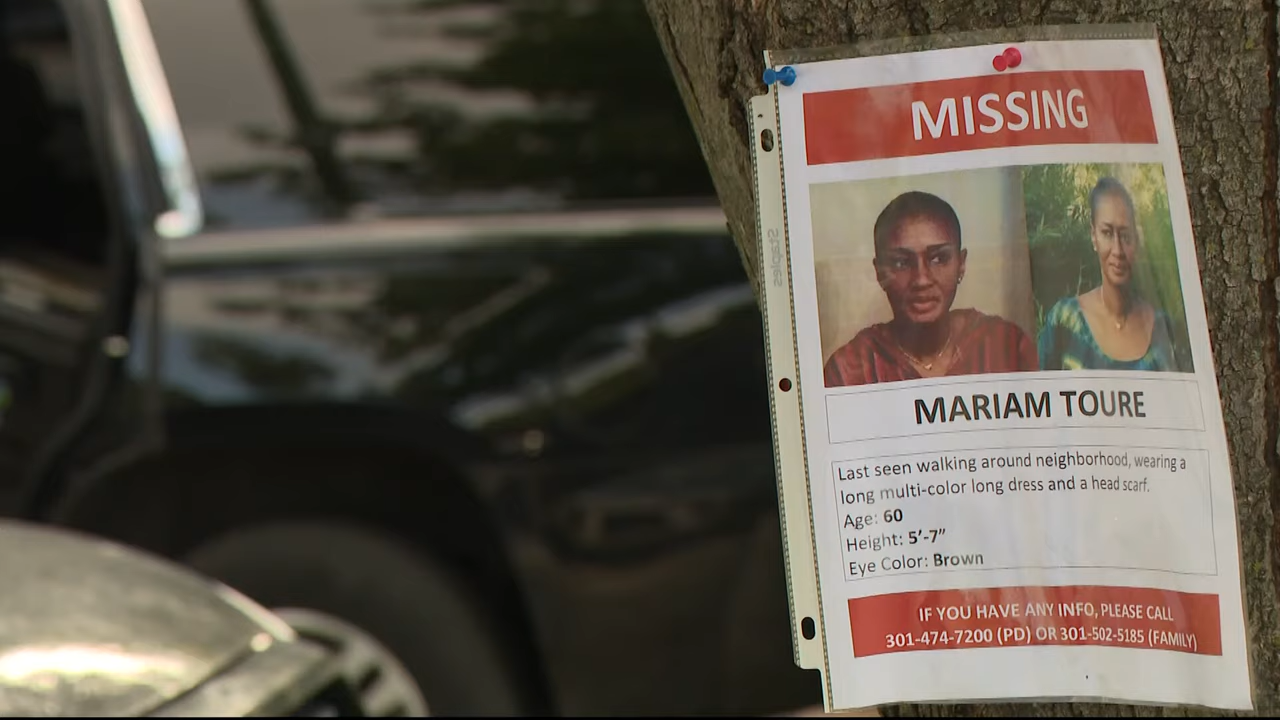 MISSING
Staples
MARIAM TOURE
Last seen walking around neighborhood, wearing a
long multi-color long dress and a head scarf.
Age: 60
Height: 5'-7"
Eye Color: Brown
IF YOU HAVE ANY INFO, PLEASE CALL
301-474-7200 (PD) OR 301-502-5185 (FAMILY)